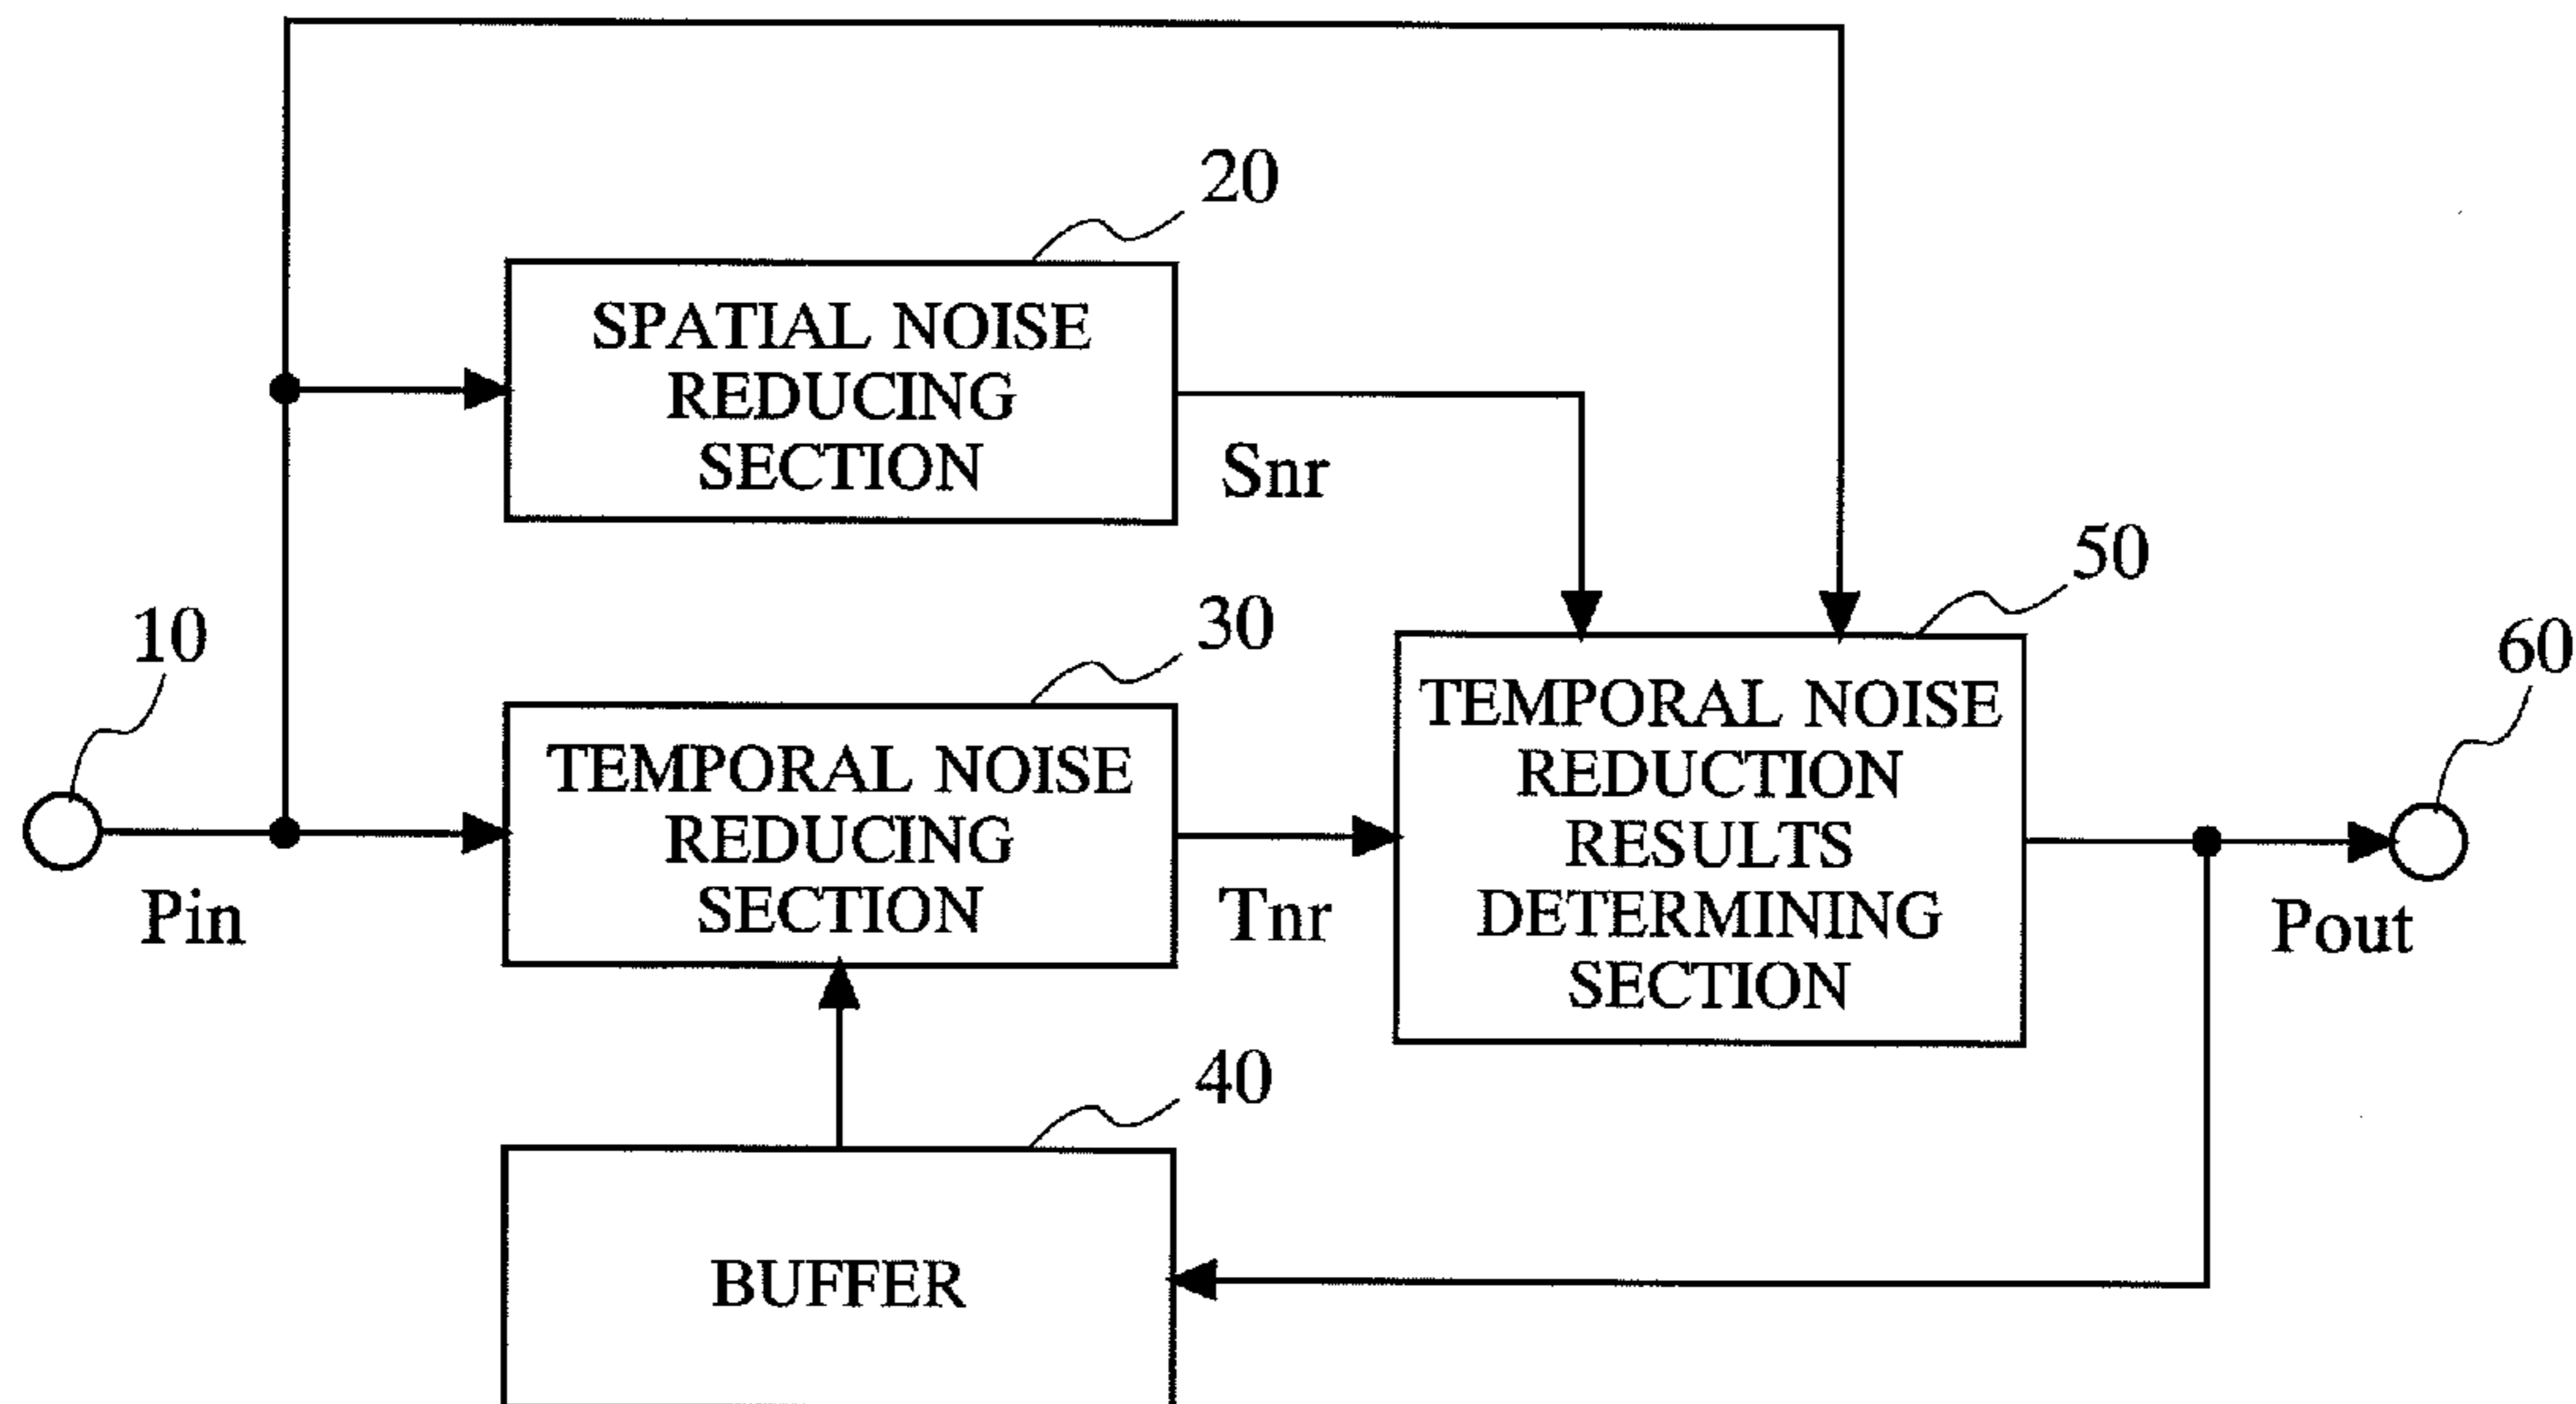 20
SPATIAL NOISE
REDUCING
SECTION
Snr
50
10
30
60
TEMPORAL NOISE
REDUCING
SECTION
TEMPORAL NOISE
REDUCTION
RESULTS
DETERMINING
SECTION
Pin
Tnr
Pout
40
BUFFER